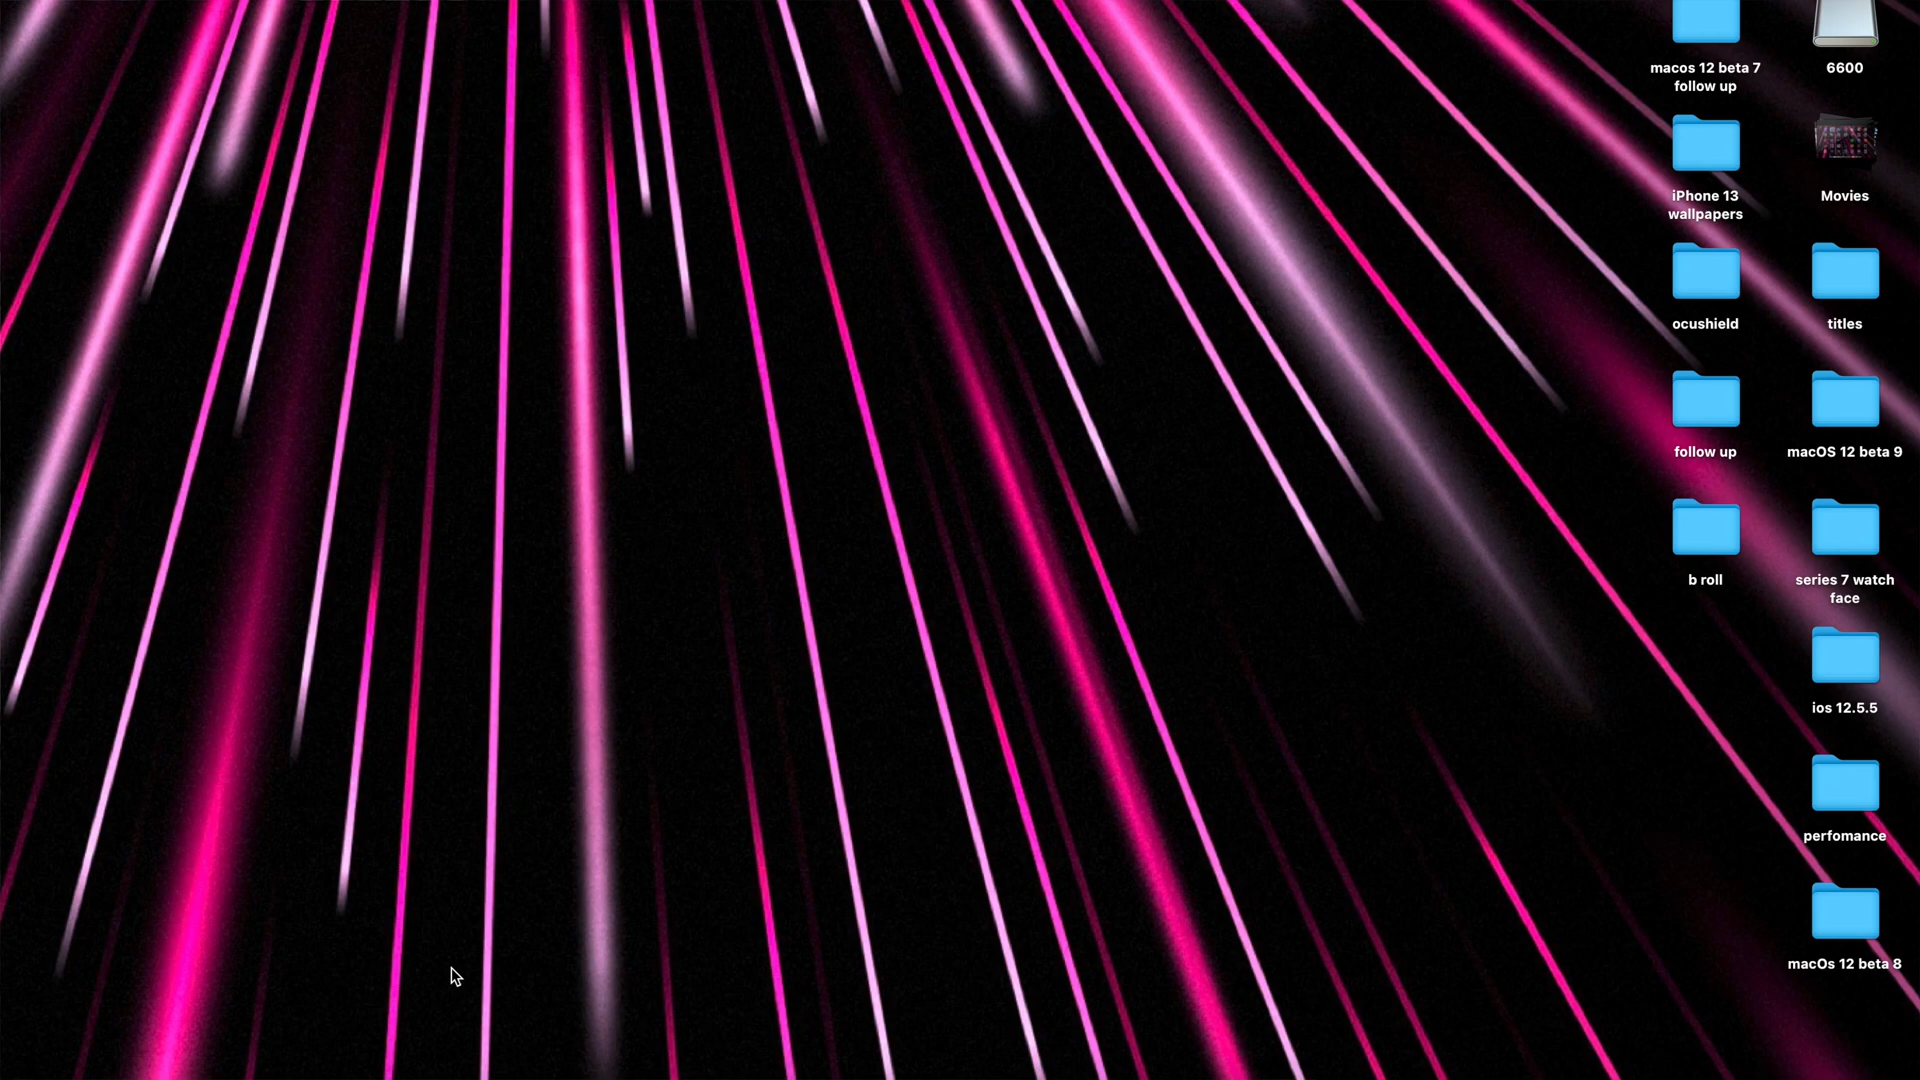 macos 12 beta 7
follow up
6600
iPhone 13
wallpapers
Movies
ocushield
titles
follow up
macOS 12 beta 9
b roll
series 7 watch
face
ios 12.5.5
perfomance
macOs 12 beta 8